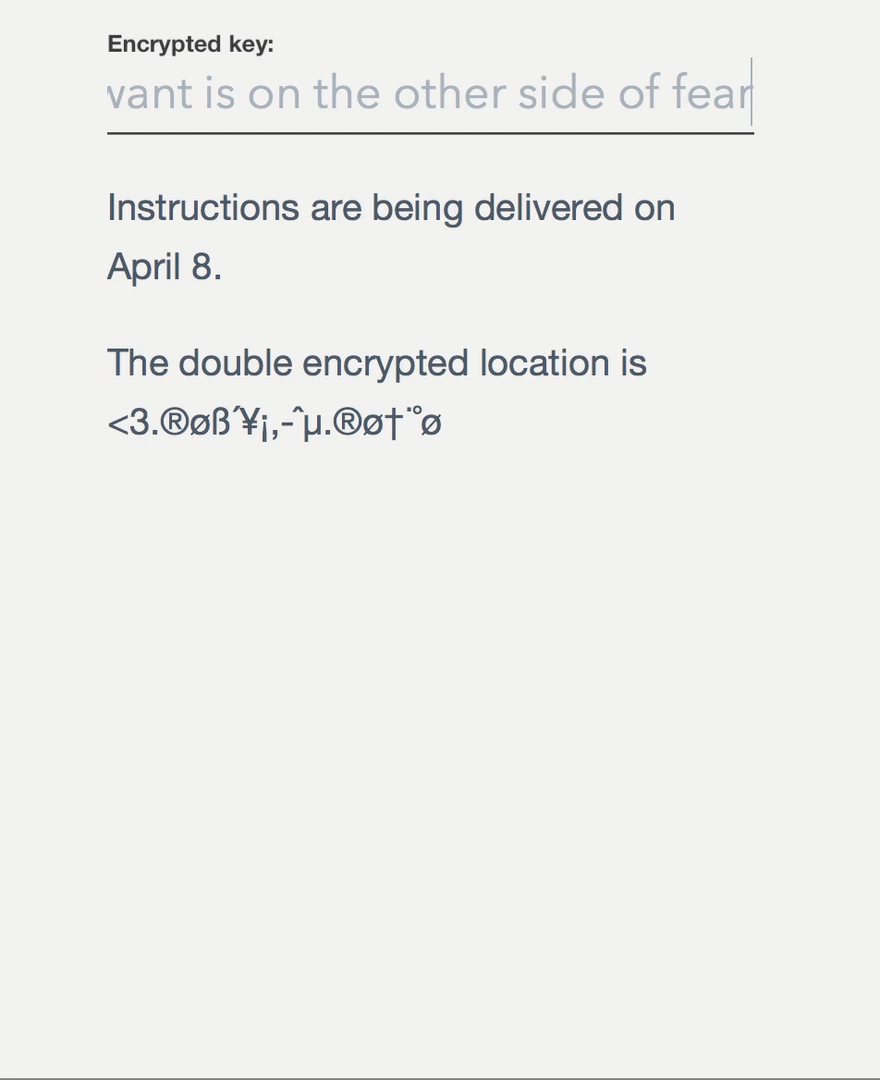 Encrypted key:
want is on the other side of fear
Instructions are being delivered on
April 8.
The double encrypted location is
<3.®øß´¥¡,-ˆµ.®ø†¨˚ø